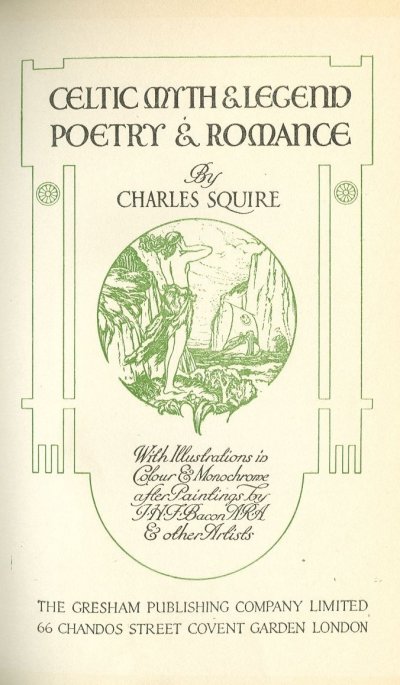 CELTIC MYTH & LEGEND
POETRY & ROMANCE
By
CHARLES SQUIRE
With Illustrations in
Colour & Monochrome
after Paintings by
J.H.F. Bacon A.R.A
& other Artists
THE GRESHAM PUBLISHING COMPANY LIMITED
66 CHANDOS STREET COVENT GARDEN LONDON